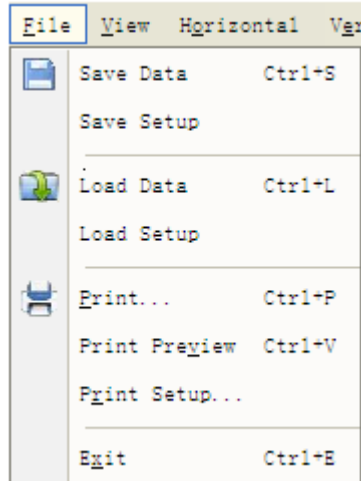 File View Horizontal Ver
Save Data Ctrl+S
Save Setup
Load Data Ctrl+L
Load Setup
Print... Ctrl+P
Print Preview Ctrl+V
Print Setup...
Exit Ctrl+E